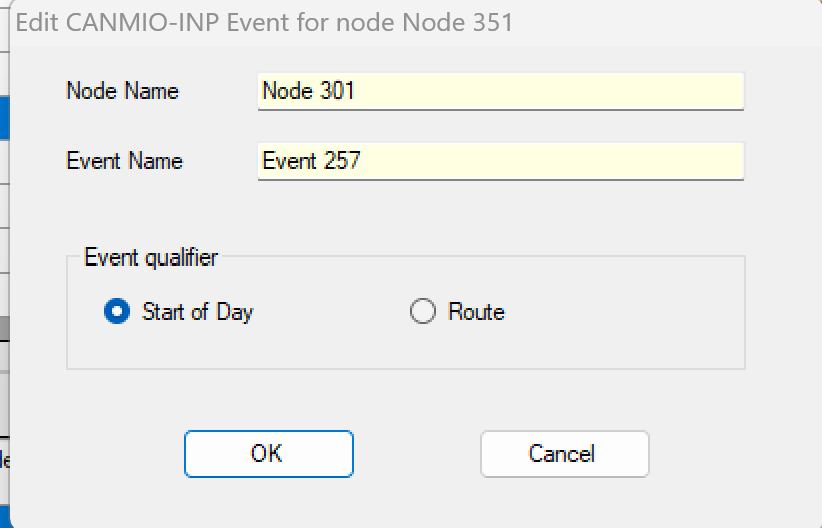 Edit CANMIO-INP Event for node Node 351
Node Name Node 301
Event Name Event 257
Event qualifier
Start of Day Route
OK Cancel